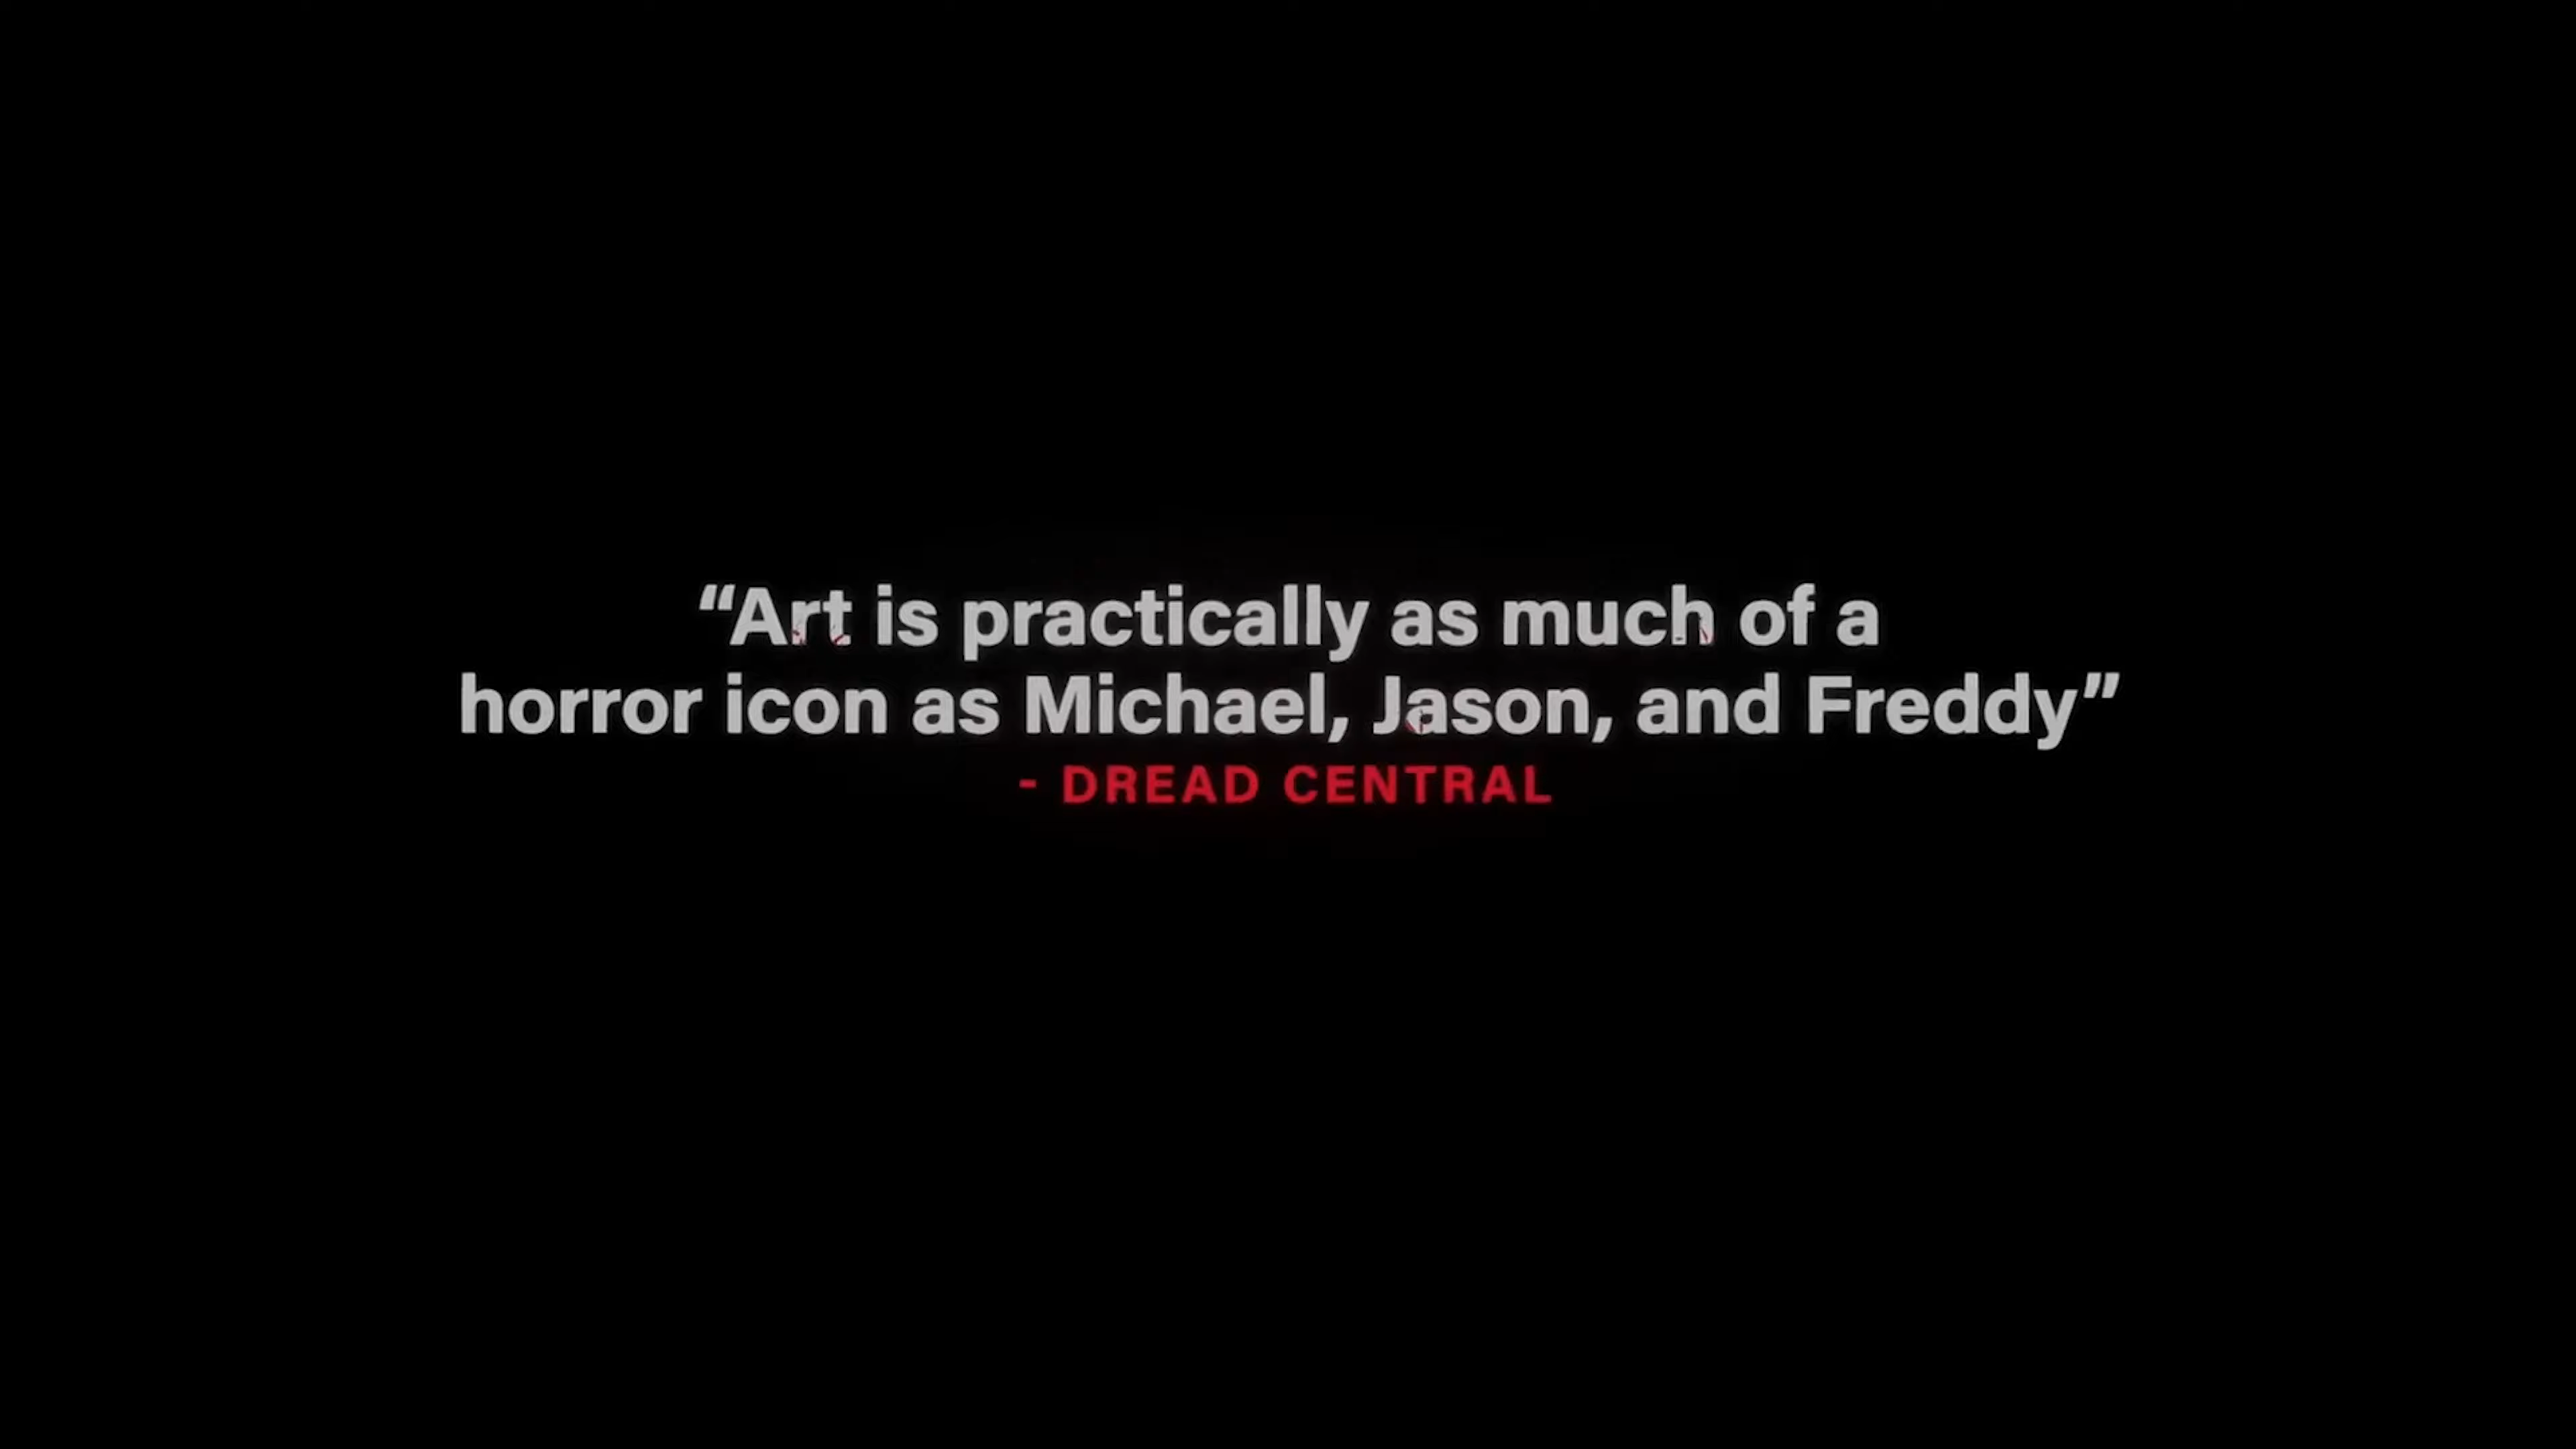 “Art is practically as much of a
horror icon as Michael, Jason, and Freddy”
- DREAD CENTRAL